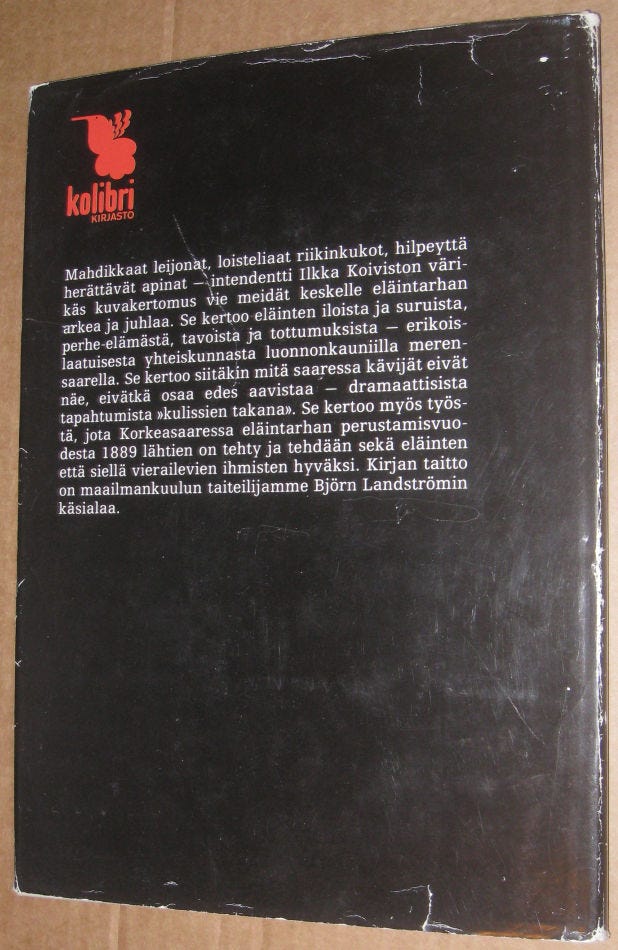 kolibri
KIRJASTO
Mahdikkaat leijonat, loisteliaat riikinkukot, hilpeyttä
herättävät apinat – intendentti Ilkka Koiviston väri-
käs kuvakertomus vie meidät keskelle eläintarhan
arkea ja juhlaa. Se kertoo eläinten iloista ja suruista,
perhe-elämästä, tavoista ja tottumuksista – erikois-
laatuisesta yhteiskunnasta luonnonkauniilla meren-
saarella. Se kertoo siitäkin mitä saaressa kävijät eivät
näe, eivätkä osaa edes aavistaa – dramaattisista
tapahtumista »kulissien takana». Se kertoo myös työs-
tä, jota Korkeasaaressa eläintarhan perustamisvuo-
desta 1889 lähtien on tehty ja tehdään sekä eläinten
että siellä vierailevien ihmisten hyväksi. Kirjan taitto
on maailmankuulun taiteilijamme Björn Landströmin
käsialaa.